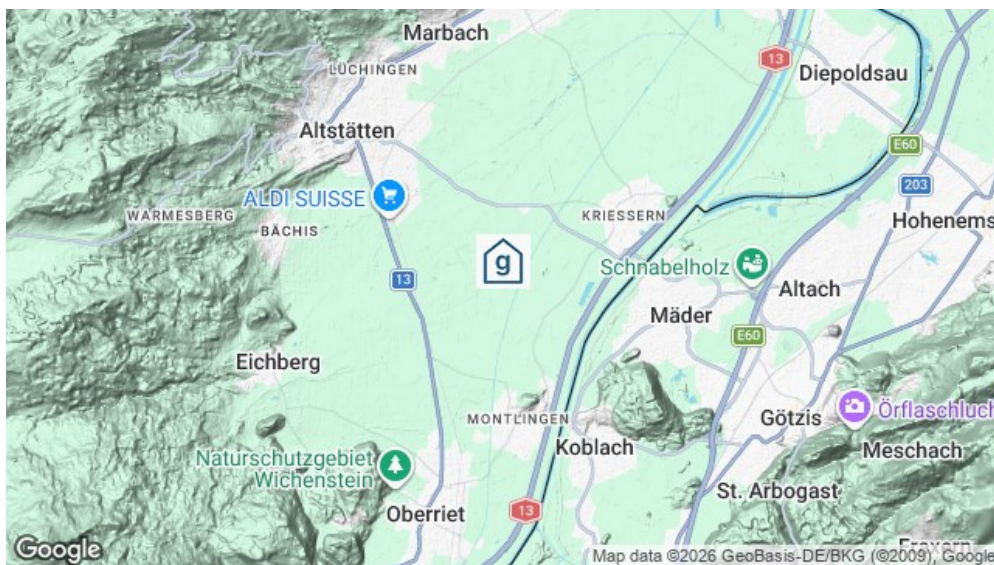 Marbach
LÜCHINGEN
13
Diepoldsau
Altstätten
E60
203
ALDI SUISSE
WARMESBERG
KRIESSERN
Hohenems
BÄCHIS
g
Schnabelholz
13
Altach
Mäder
E60
Eichberg
MONTLINGEN
Götzis
Örflaschluch
Koblach
Meschach
Naturschutzgebiet
Wichenstein
St. Arbogast
Oberriet
13
Fraxern
Google
Map data ©2026 GeoBasis-DE/BKG (©2009), Google